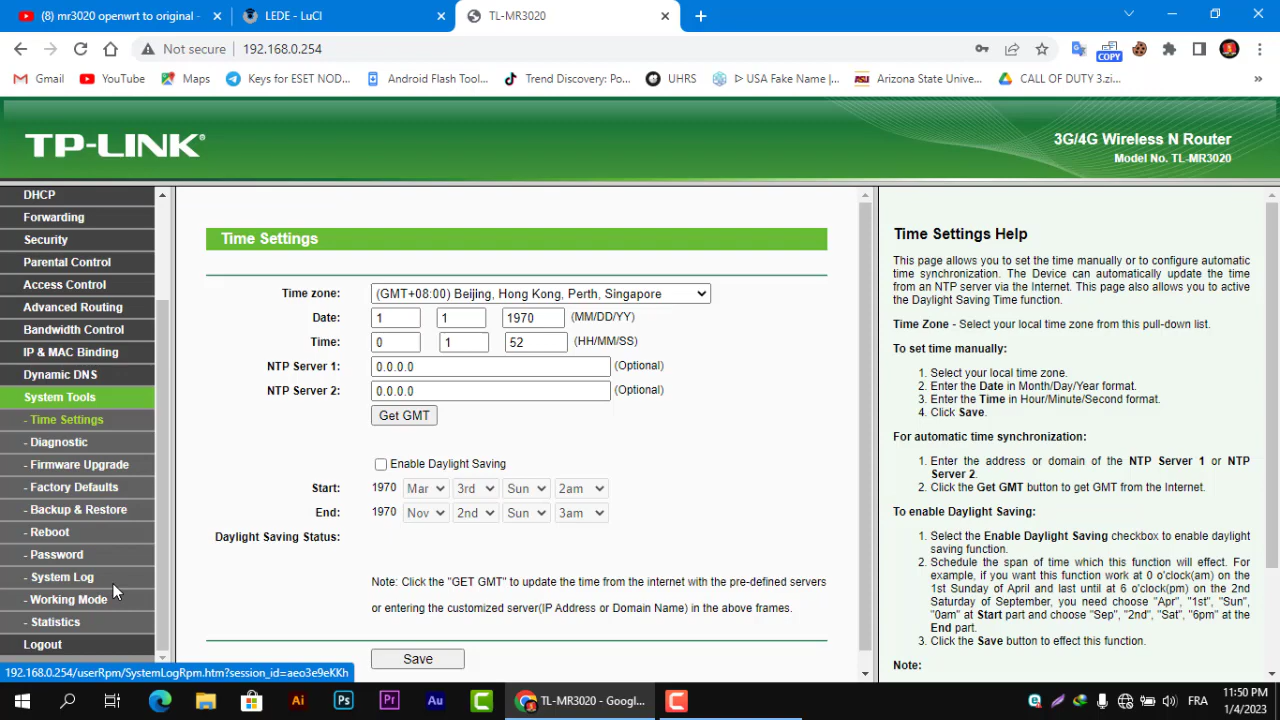 (8) mr3020 openwrt to original -
LEDE - LuCI
TL-MR3020
Not secure
192.168.0.254
COPY
Gmail
YouTube
Maps
Keys for ESET NOD...
Android Flash Tool...
Trend Discovery: Po...
UHRS
ᐅ USA Fake Name |...
Arizona State Unive...
CALL OF DUTY 3.zi...
TP-LINK®
3G/4G Wireless N Router
Model No. TL-MR3020
DHCP
Forwarding
Security
Parental Control
Access Control
Advanced Routing
Bandwidth Control
IP & MAC Binding
Dynamic DNS
System Tools
- Time Settings
- Diagnostic
- Firmware Upgrade
- Factory Defaults
- Backup & Restore
- Reboot
- Password
- System Log
- Working Mode
- Statistics
Logout
Time Settings
Time zone:
(GMT+08:00) Beijing, Hong Kong, Perth, Singapore
Date: 1 1 1970 (MM/DD/YY)
Time: 0 1 52 (HH/MM/SS)
NTP Server 1: 0.0.0.0 (Optional)
NTP Server 2: 0.0.0.0 (Optional)
Get GMT
Enable Daylight Saving
Start: 1970 Mar 3rd Sun 2am
End: 1970 Nov 2nd Sun 3am
Daylight Saving Status:
Note: Click the "GET GMT" to update the time from the internet with the pre-defined servers
or entering the customized server(IP Address or Domain Name) in the above frames.
Save
Time Settings Help
This page allows you to set the time manually or to configure automatic
time synchronization. The Device can automatically update the time
from an NTP server via the Internet. This page also allows you to active
the Daylight Saving Time function.
Time Zone - Select your local time zone from this pull-down list.
To set time manually:
1. Select your local time zone.
2. Enter the Date in Month/Day/Year format.
3. Enter the Time in Hour/Minute/Second format.
4. Click Save.
For automatic time synchronization:
1. Enter the address or domain of the NTP Server 1 or NTP
Server 2.
2. Click the Get GMT button to get GMT from the Internet.
To enable Daylight Saving:
1. Select the Enable Daylight Saving checkbox to enable daylight
saving function.
2. Schedule the span of time which this function will effect. For
example, if you want this function work at 0 o'clock(am) on the
1st Sunday of April and last until at 6 o'clock(pm) on the 2nd
Saturday of September, you need choose "Apr", "1st", "Sun",
"0am" at Start part and choose "Sep", "2nd", "Sat", "6pm" at the
End part.
3. Click the Save button to effect this function.
Note:
192.168.0.254/userRpm/SystemLogRpm.htm?session_id=aeo3e9eKKh
Ai
Ps
Pr
Au
C
TL-MR3020 - Googl...
C
FRA
11:50 PM
1/4/2023